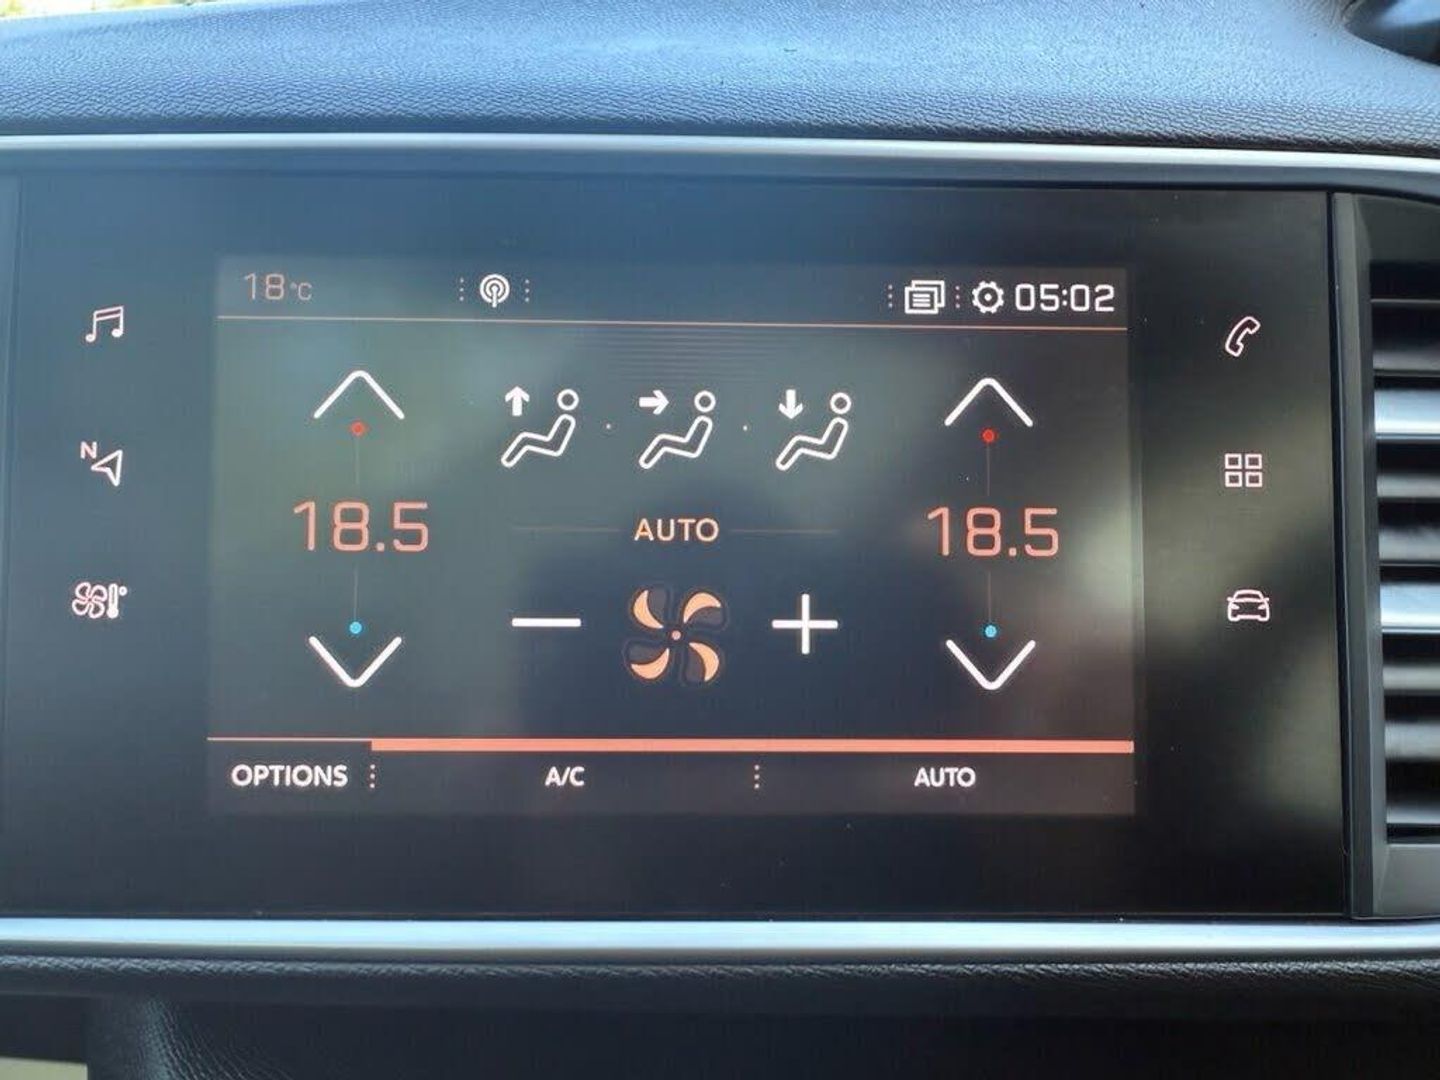 18°C 05:02
N
18.5 AUTO 18.5
OPTIONS A/C AUTO